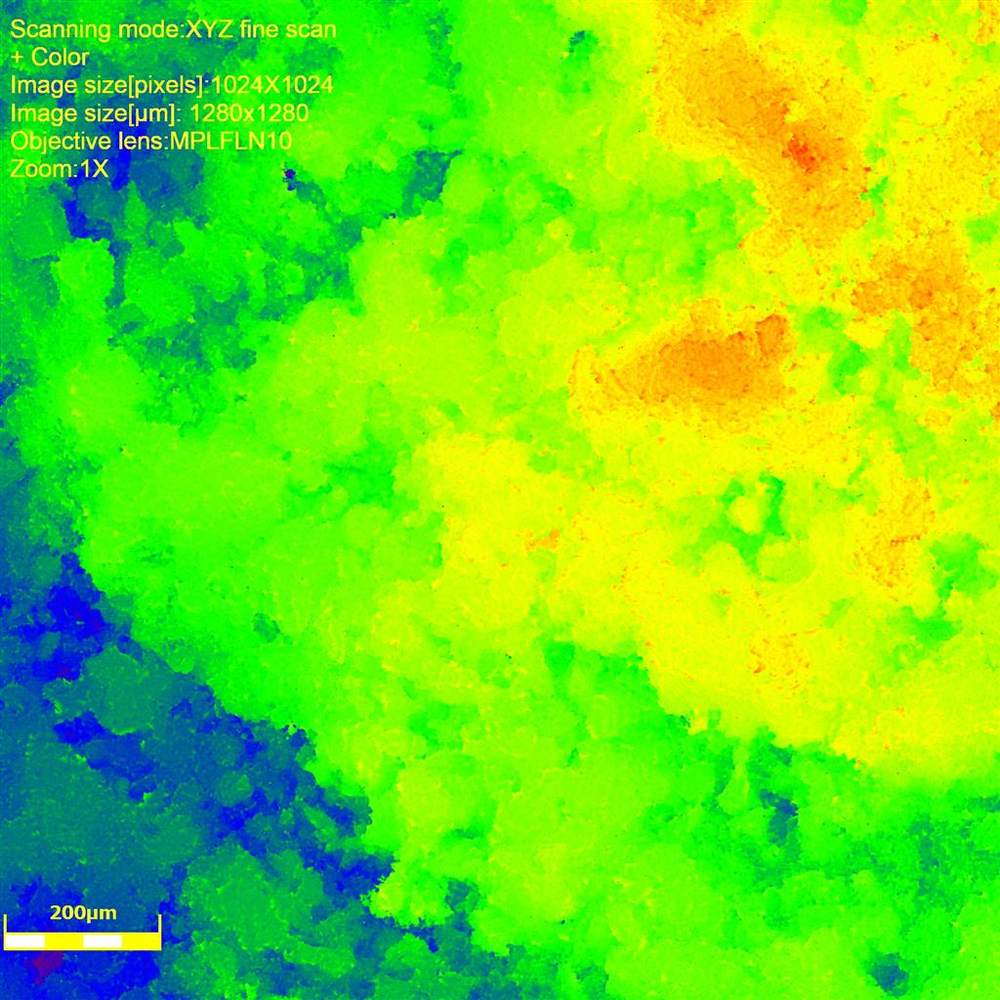 Scanning mode:XYZ fine scan
+ Color
Image size[pixels]:1024X1024
Image size[µm]: 1280x1280
Objective lens:MPLFLN10
Zoom:1X
200µm